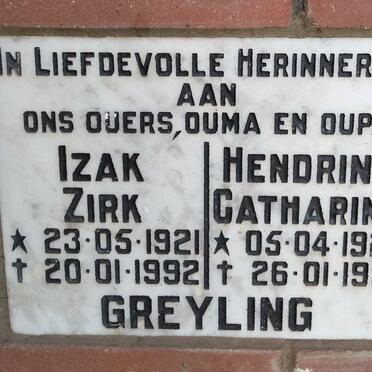 IN LIEFDEVOLLE HERINNER
AAN
ONS OUERS, OUMA EN OUP
IZAK HENDRIN
ZIRK CATHARIN
★ 23·05·1921 ★ 05·04·19
† 20·01·1992 † 26·01·19
GREYLING